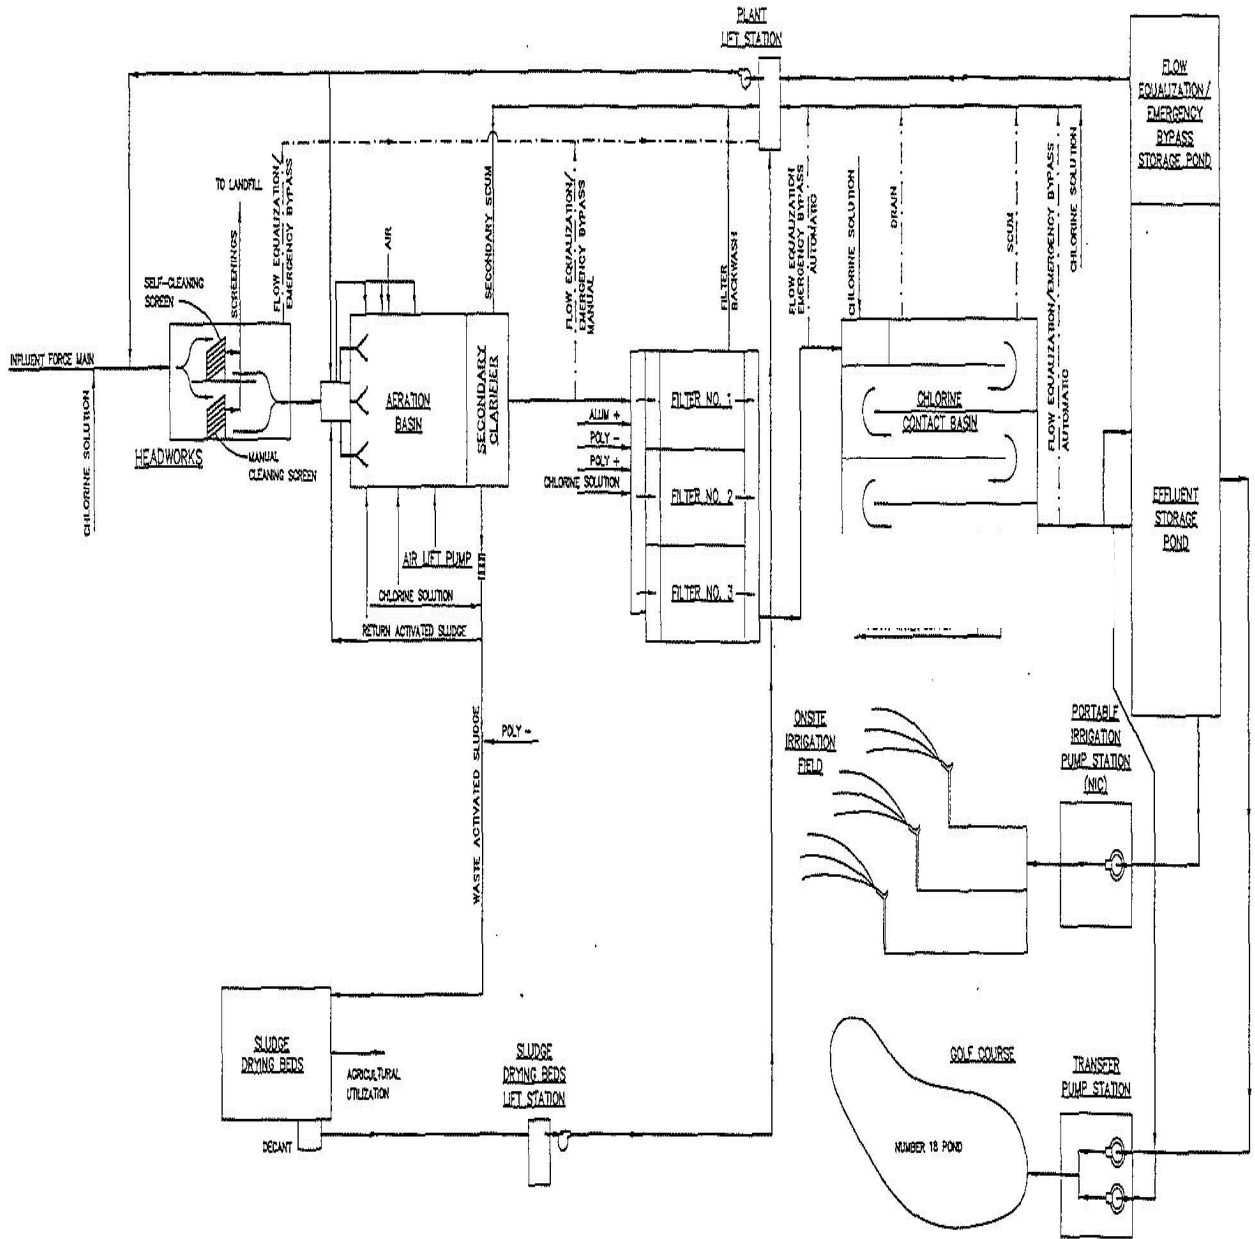 PLANT
LIFT STATION
FLOW
EQUALIZATION/
EMERGENCY
BYPASS
STORAGE POND
TO LANDFILL
SCREENINGS
FLOW EQUALIZATION/
EMERGENCY BYPASS
AIR
SECONDARY SCUM
FLOW EQUALIZATION/
EMERGENCY BYPASS
MANUAL
FILTER
BACKWASH
FLOW EQUALIZATION
EMERGENCY BYPASS
AUTOMATIC
CHLORINE SOLUTION
DRAIN
SCUM
FLOW EQUALIZATION/EMERGENCY BYPASS
AUTOMATIC
CHLORINE SOLUTION
SELF-CLEANING
SCREEN
INFLUENT FORCE MAIN
CHLORINE SOLUTION
HEADWORKS
MANUAL
CLEANING SCREEN
AERATION
BASIN
SECONDARY
CLARIFIER
ALUM +
POLY -
POLY +
CHLORINE SOLUTION
FILTER NO. 1
FILTER NO. 2
FILTER NO. 3
CHLORINE
CONTACT BASIN
EFFLUENT
STORAGE
POND
AIR LIFT PUMP
CHLORINE SOLUTION
RETURN ACTIVATED SLUDGE
WASTE ACTIVATED SLUDGE
POLY -
ONSITE
IRRIGATION
FIELD
PORTABLE
IRRIGATION
PUMP STATION
(NIC)
SLUDGE
DRYING BEDS
AGRICULTURAL
UTILIZATION
DECANT
SLUDGE
DRYING BEDS
LIFT STATION
GOLF COURSE
NUMBER 18 POND
TRANSFER
PUMP STATION